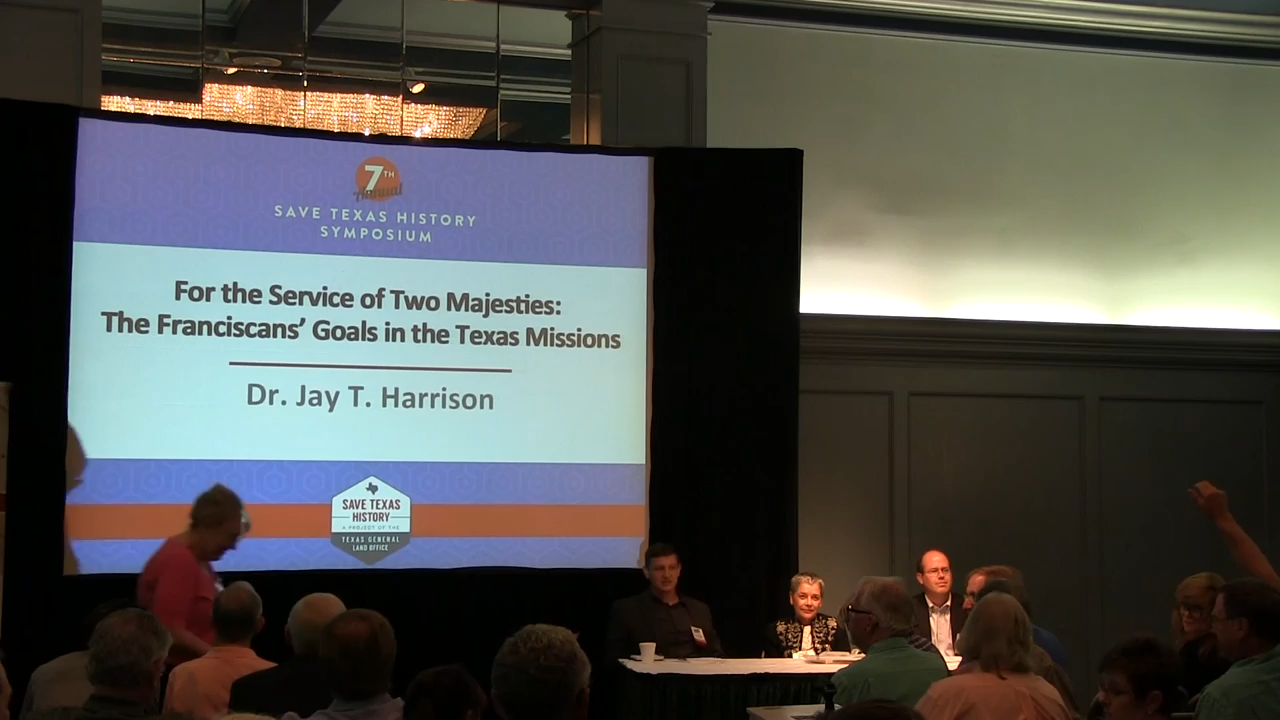 7TH
Annual
SAVE TEXAS HISTORY
SYMPOSIUM
For the Service of Two Majesties:
The Franciscans' Goals in the Texas Missions
Dr. Jay T. Harrison
SAVE TEXAS
HISTORY
A PROJECT OF THE
TEXAS GENERAL
LAND OFFICE